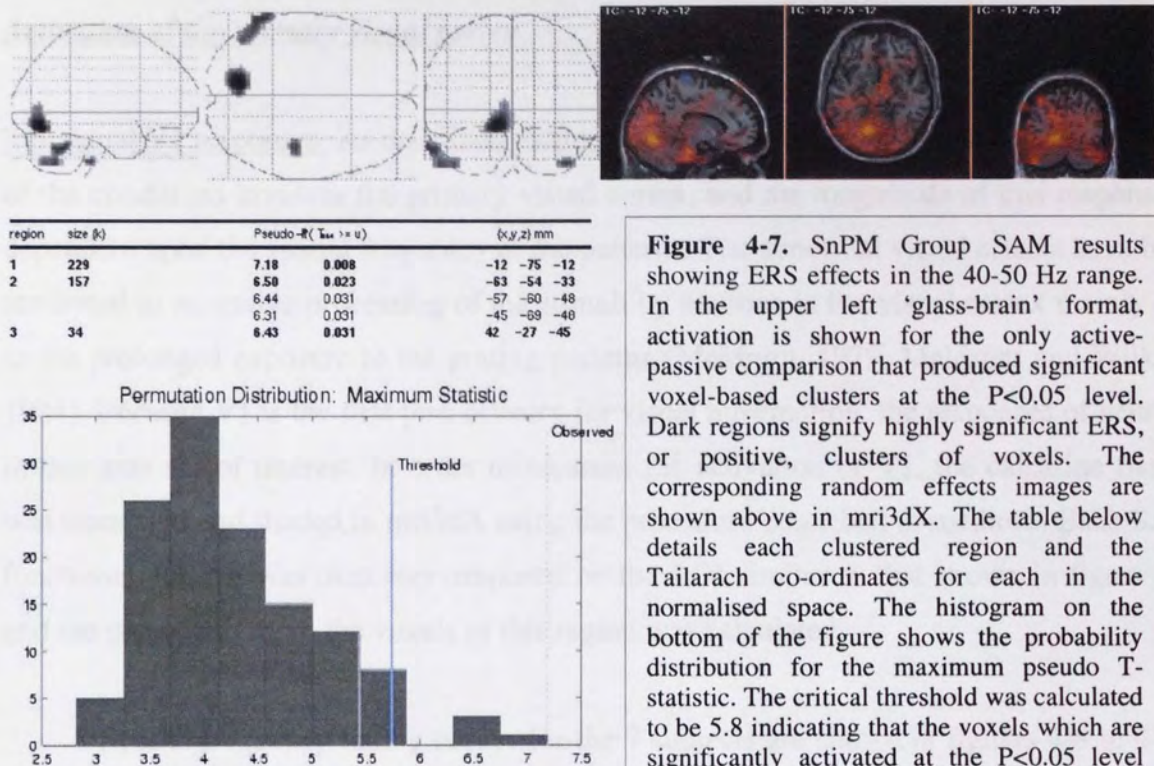 TC: -12 -75 -12
TC: -12 -75 -12
TC: -12 -75 -12
region size (k) Pseudo- (x,y,z) mm
1 229 7.18 0.008 -12 -75 -12
2 157 6.50 0.023 -63 -54 -33
6.44 0.031 -57 -60 -48
6.31 0.031 -45 -69 -48
3 34 6.43 0.031 42 -27 -45
Permutation Distribution: Maximum Statistic
Observed
Threshold
35
30
25
20
15
10
5
0
2.5 3 3.5 4 4.5 5 5.5 6 6.5 7 7.5
Figure 4-7. SnPM Group SAM results
showing ERS effects in the 40-50 Hz range.
In the upper left 'glass-brain' format,
activation is shown for the only active-
passive comparison that produced significant
voxel-based clusters at the P<0.05 level.
Dark regions signify highly significant ERS,
or positive, clusters of voxels. The
corresponding random effects images are
shown above in mri3dX. The table below
details each clustered region and the
Tailarach co-ordinates for each in the
normalised space. The histogram on the
bottom of the figure shows the probability
distribution for the maximum pseudo T-
statistic. The critical threshold was calculated
to be 5.8 indicating that the voxels which are
significantly activated at the P<0.05 level